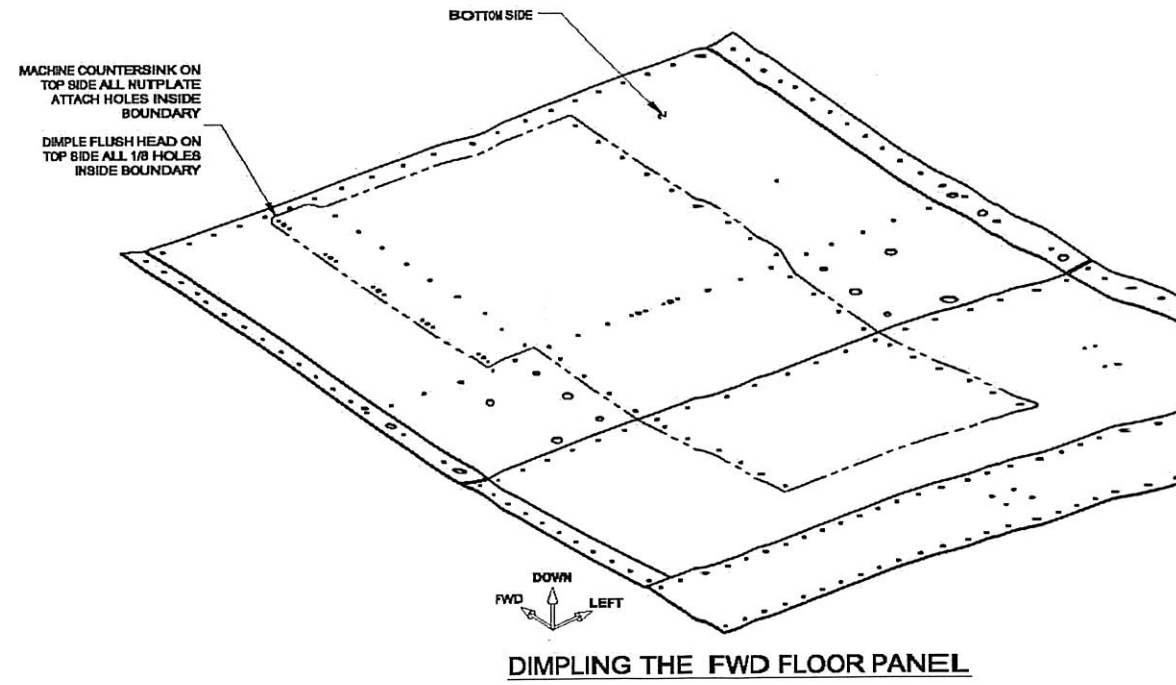 BOTTOM SIDE
MACHINE COUNTERSINK ON
TOP SIDE ALL NUTPLATE
ATTACH HOLES INSIDE
BOUNDARY
DIMPLE FLUSH HEAD ON
TOP SIDE ALL 1/8 HOLES
INSIDE BOUNDARY
DOWN
FWD
LEFT
DIMPLING THE FWD FLOOR PANEL